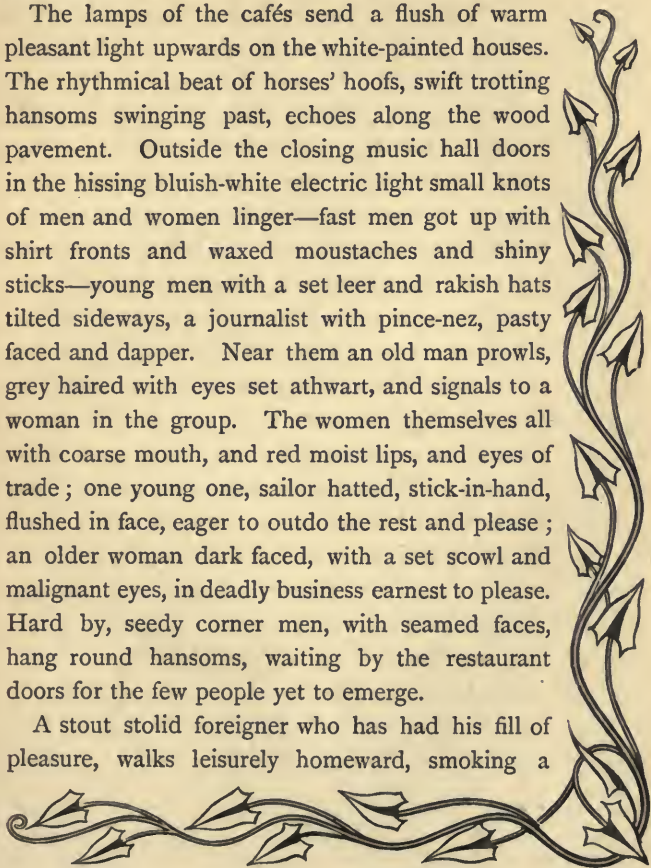 The lamps of the cafés send a flush of warm
pleasant light upwards on the white-painted houses.
The rhythmical beat of horses’ hoofs, swift trotting
hansoms swinging past, echoes along the wood
pavement. Outside the closing music hall doors
in the hissing bluish-white electric light small knots
of men and women linger—fast men got up with
shirt fronts and waxed moustaches and shiny
sticks—young men with a set leer and rakish hats
tilted sideways, a journalist with pince-nez, pasty
faced and dapper. Near them an old man prowls,
grey haired with eyes set athwart, and signals to a
woman in the group. The women themselves all
with coarse mouth, and red moist lips, and eyes of
trade ; one young one, sailor hatted, stick-in-hand,
flushed in face, eager to outdo the rest and please ;
an older woman dark faced, with a set scowl and
malignant eyes, in deadly business earnest to please.
Hard by, seedy corner men, with seamed faces,
hang round hansoms, waiting by the restaurant
doors for the few people yet to emerge.
A stout stolid foreigner who has had his fill of
pleasure, walks leisurely homeward, smoking a